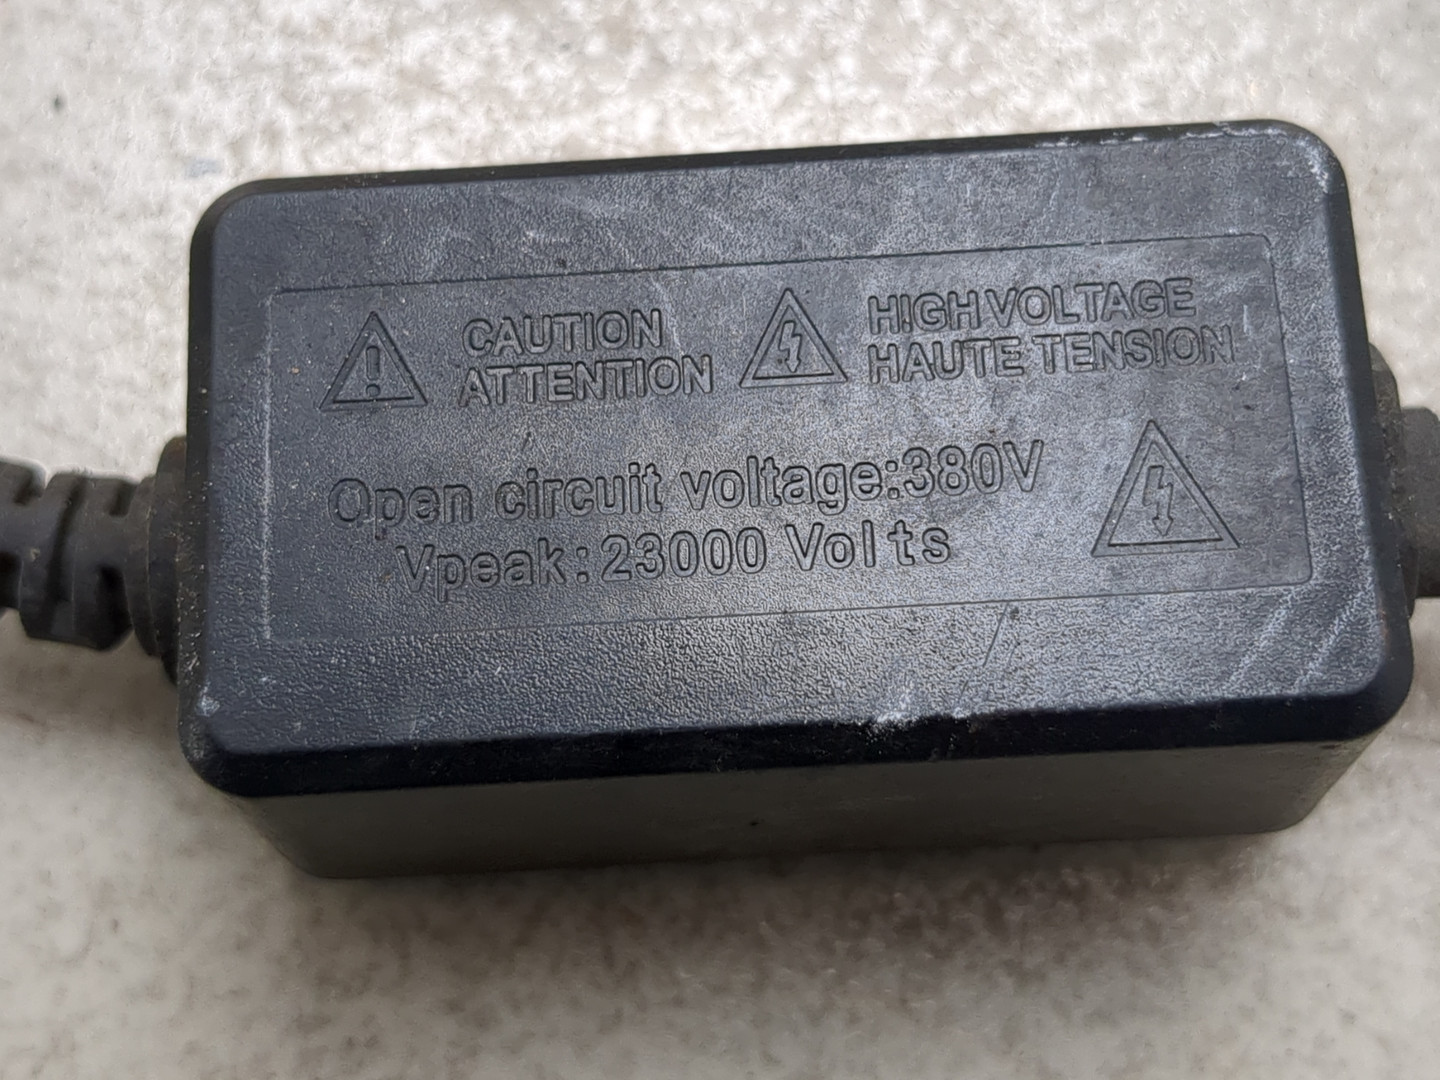 CAUTION
ATTENTION
HIGH VOLTAGE
HAUTE TENSION
Open circuit voltage:380V
Vpeak: 23000 Volts